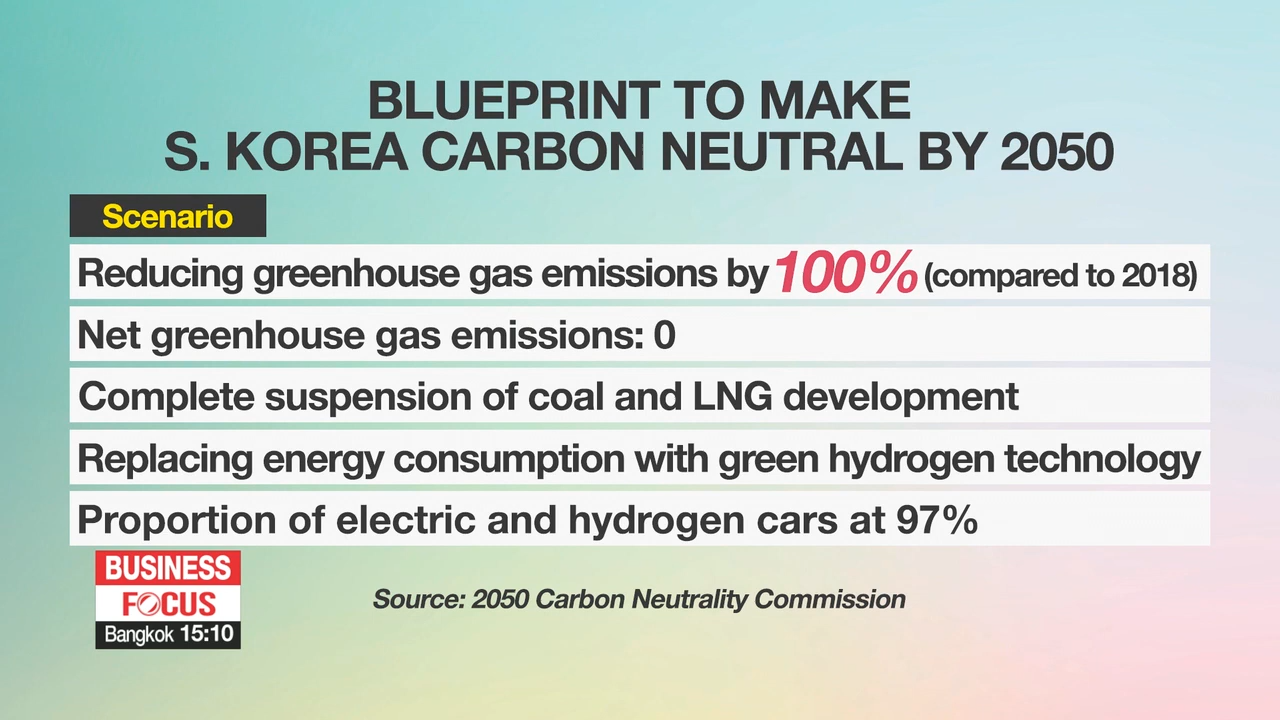 BLUEPRINT TO MAKE
S. KOREA CARBON NEUTRAL BY 2050
Scenario
Reducing greenhouse gas emissions by 100% (compared to 2018)
Net greenhouse gas emissions: 0
Complete suspension of coal and LNG development
Replacing energy consumption with green hydrogen technology
Proportion of electric and hydrogen cars at 97%
BUSINESS
FOCUS
Bangkok 15:10
Source: 2050 Carbon Neutrality Commission